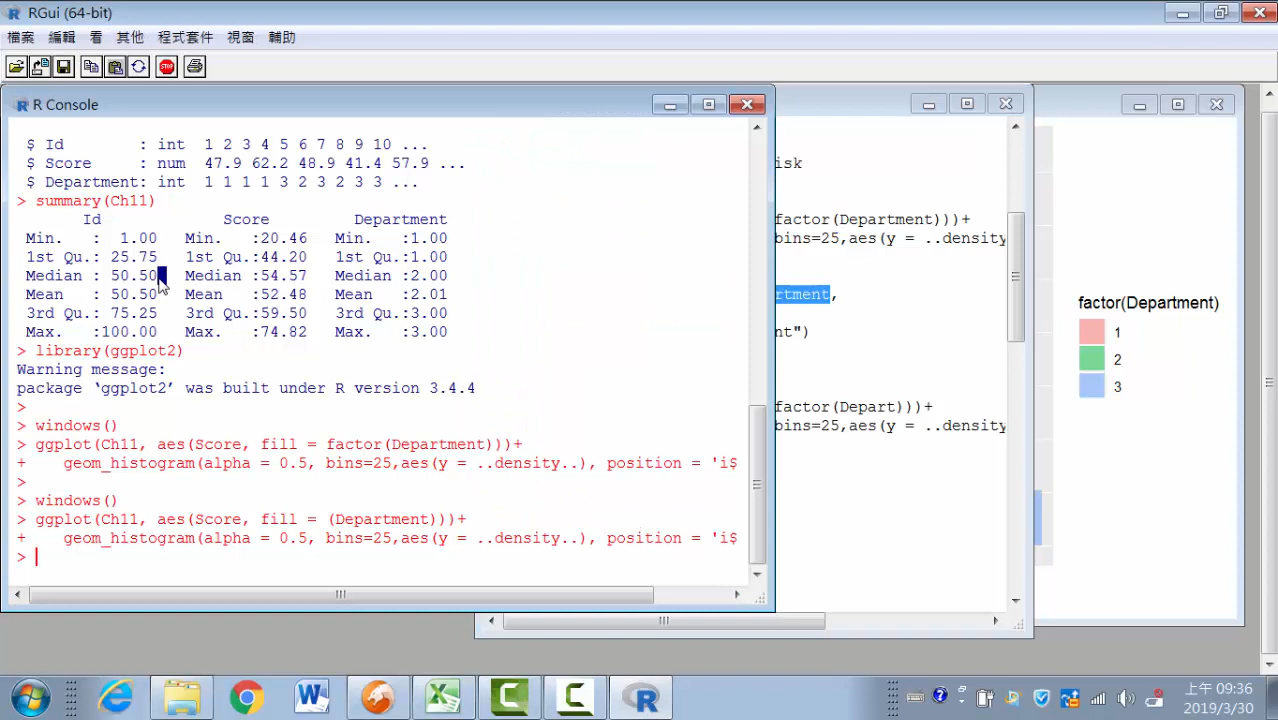 RGui (64-bit)
檔案 編輯 看 其他 程式套件 視窗 輔助
STOP
R Console
$ Id        : int  1 2 3 4 5 6 7 8 9 10 ...
$ Score     : num  47.9 62.2 48.9 41.4 57.9 ...
$ Department: int  1 1 1 1 3 2 3 2 3 3 ...
> summary(Ch11)
Id Score Department
Min.   :  1.00   Min.   :20.46   Min.   :1.00
1st Qu.: 25.75   1st Qu.:44.20   1st Qu.:1.00
Median : 50.50   Median :54.57   Median :2.00
Mean   : 50.50   Mean   :52.48   Mean   :2.01
3rd Qu.: 75.25   3rd Qu.:59.50   3rd Qu.:3.00
Max.   :100.00   Max.   :74.82   Max.   :3.00
> library(ggplot2)
Warning message:
package ‘ggplot2’ was built under R version 3.4.4
>
> windows()
> ggplot(Ch11, aes(Score, fill = factor(Department)))+
+    geom_histogram(alpha = 0.5, bins=25,aes(y = ..density..), position = 'i$
>
> windows()
> ggplot(Ch11, aes(Score, fill = (Department)))+
+    geom_histogram(alpha = 0.5, bins=25,aes(y = ..density..), position = 'i$
>
isk
factor(Department)))+
bins=25,aes(y = ..density
rtment,
nt")
factor(Depart)))+
bins=25,aes(y = ..density
factor(Department)
1
2
3
上午 09:36
2019/3/30